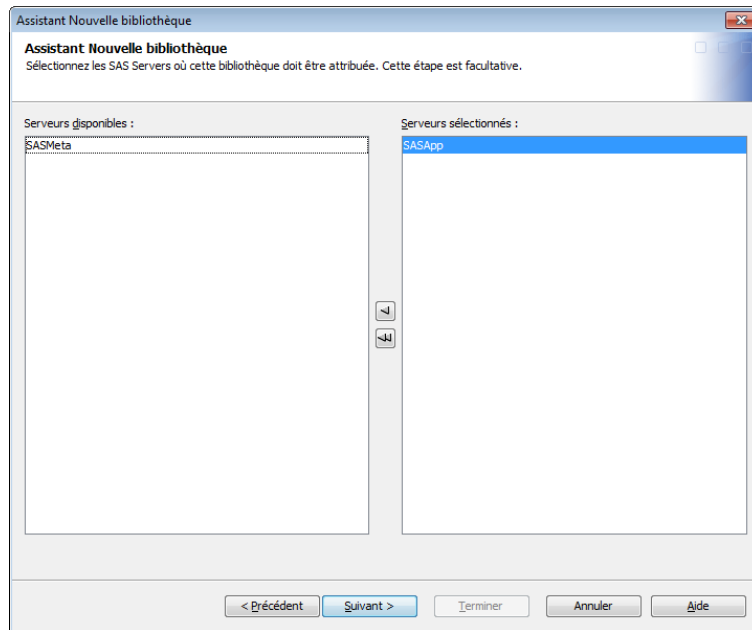 Assistant Nouvelle bibliothèque
Assistant Nouvelle bibliothèque
Sélectionnez les SAS Servers où cette bibliothèque doit être attribuée. Cette étape est facultative.
Serveurs disponibles :
Serveurs sélectionnés :
SASMeta
SASApp
< Précédent
Suivant >
Terminer
Annuler
Aide